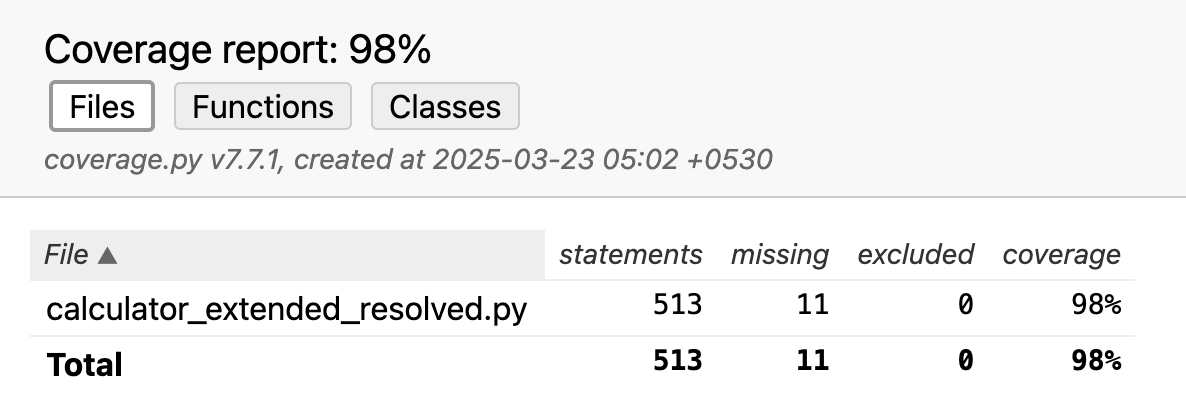 Coverage report: 98%
Files Functions Classes
coverage.py v7.7.1, created at 2025-03-23 05:02 +0530
File ▲ statements missing excluded coverage
calculator_extended_resolved.py 513 11 0 98%
Total 513 11 0 98%